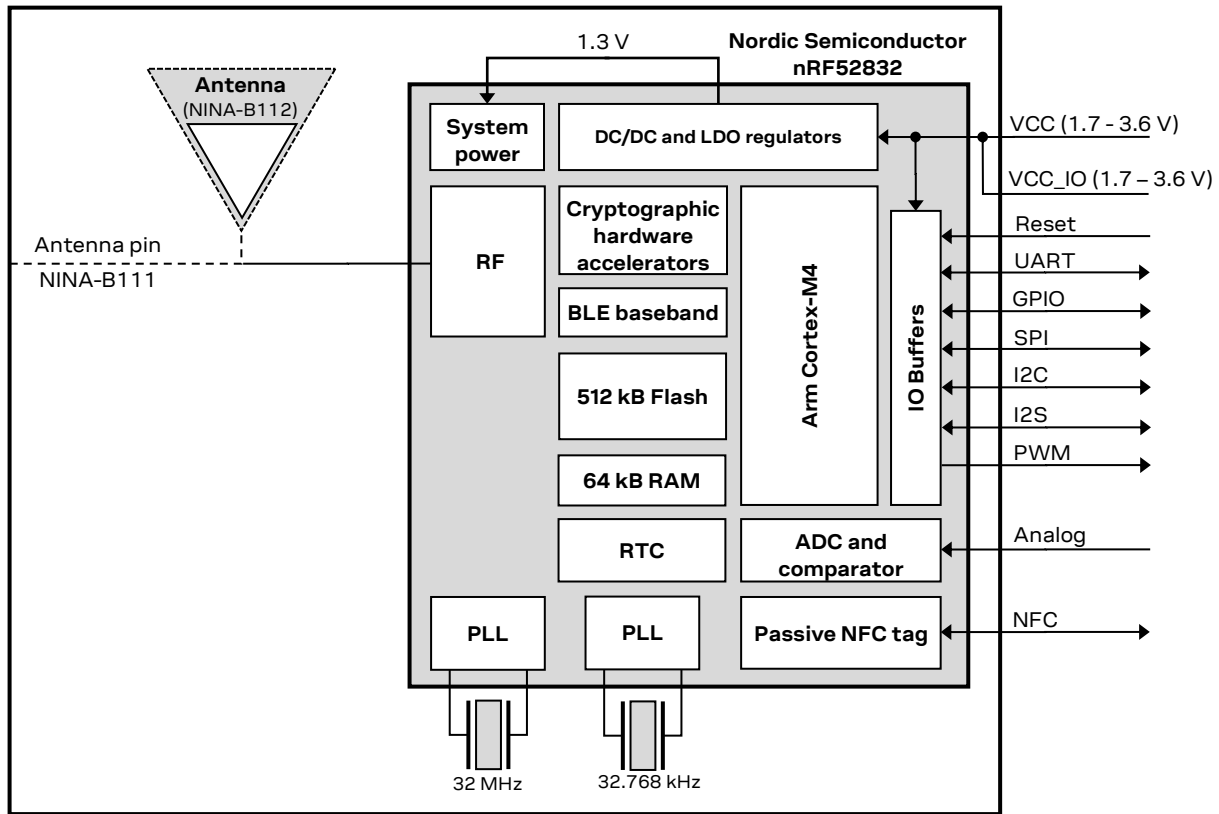 1.3 V
Nordic Semiconductor
nRF52832
Antenna
(NINA-B112)
System
power
DC/DC and LDO regulators
VCC (1.7 - 3.6 V)
VCC_IO (1.7 – 3.6 V)
Antenna pin
NINA-B111
RF
Cryptographic
hardware
accelerators
BLE baseband
512 kB Flash
64 kB RAM
RTC
Arm Cortex-M4
IO Buffers
Reset
UART
GPIO
SPI
I2C
I2S
PWM
ADC and
comparator
Analog
PLL
PLL
Passive NFC tag
NFC
32 MHz
32.768 kHz